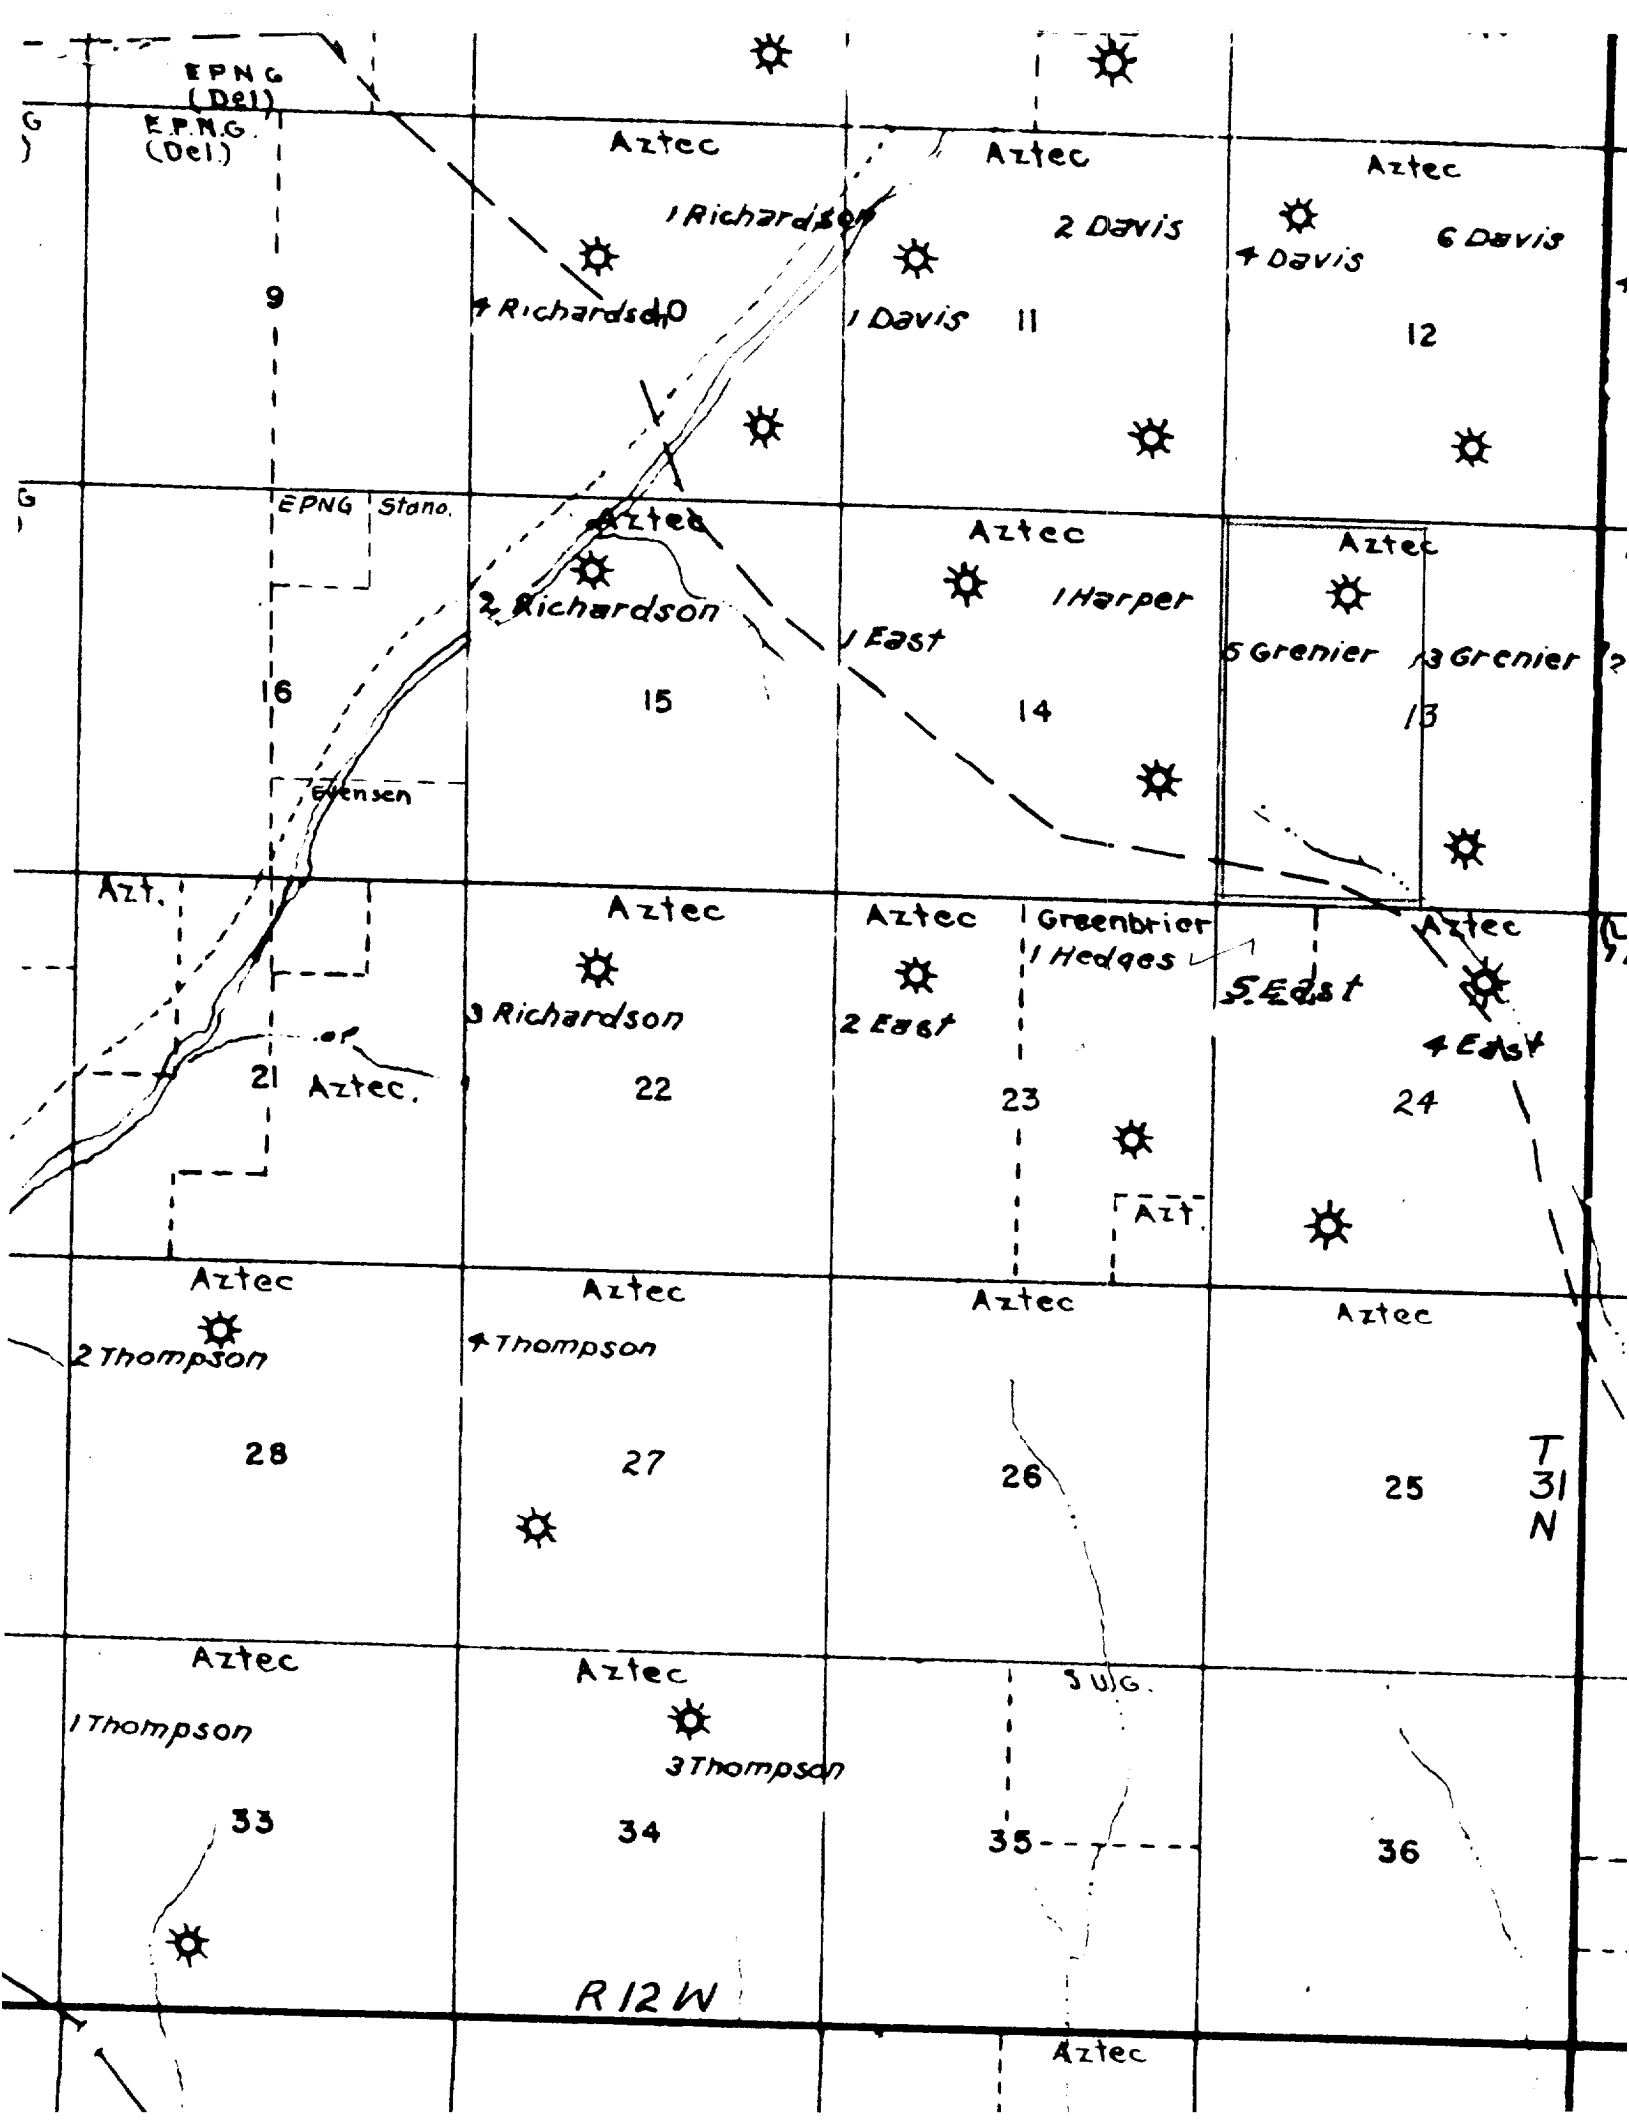 EPNG
(Del)
G
)
E.P.N.G.
(Del.)
Aztec
Aztec
Aztec
1 Richardson
2 Davis
4 Davis
6 Davis
9
4 Richardson
10
1 Davis
11
12
G
EPNG
Stano.
Aztec
Aztec
Aztec
2 Richardson
1 East
1 Harper
5 Grenier
3 Grenier
2
16
15
14
13
Evensen
Azt.
Aztec
Aztec
Greenbrier
1 Hedges
Aztec
3 Richardson
2 East
5 East
4 East
21
Aztec.
22
23
24
Azt.
Aztec
Aztec
Aztec
Aztec
2 Thompson
4 Thompson
28
27
26
25
T
31
N
Aztec
Aztec
S.U.G.
1 Thompson
3 Thompson
33
34
35
36
R 12 W
Aztec